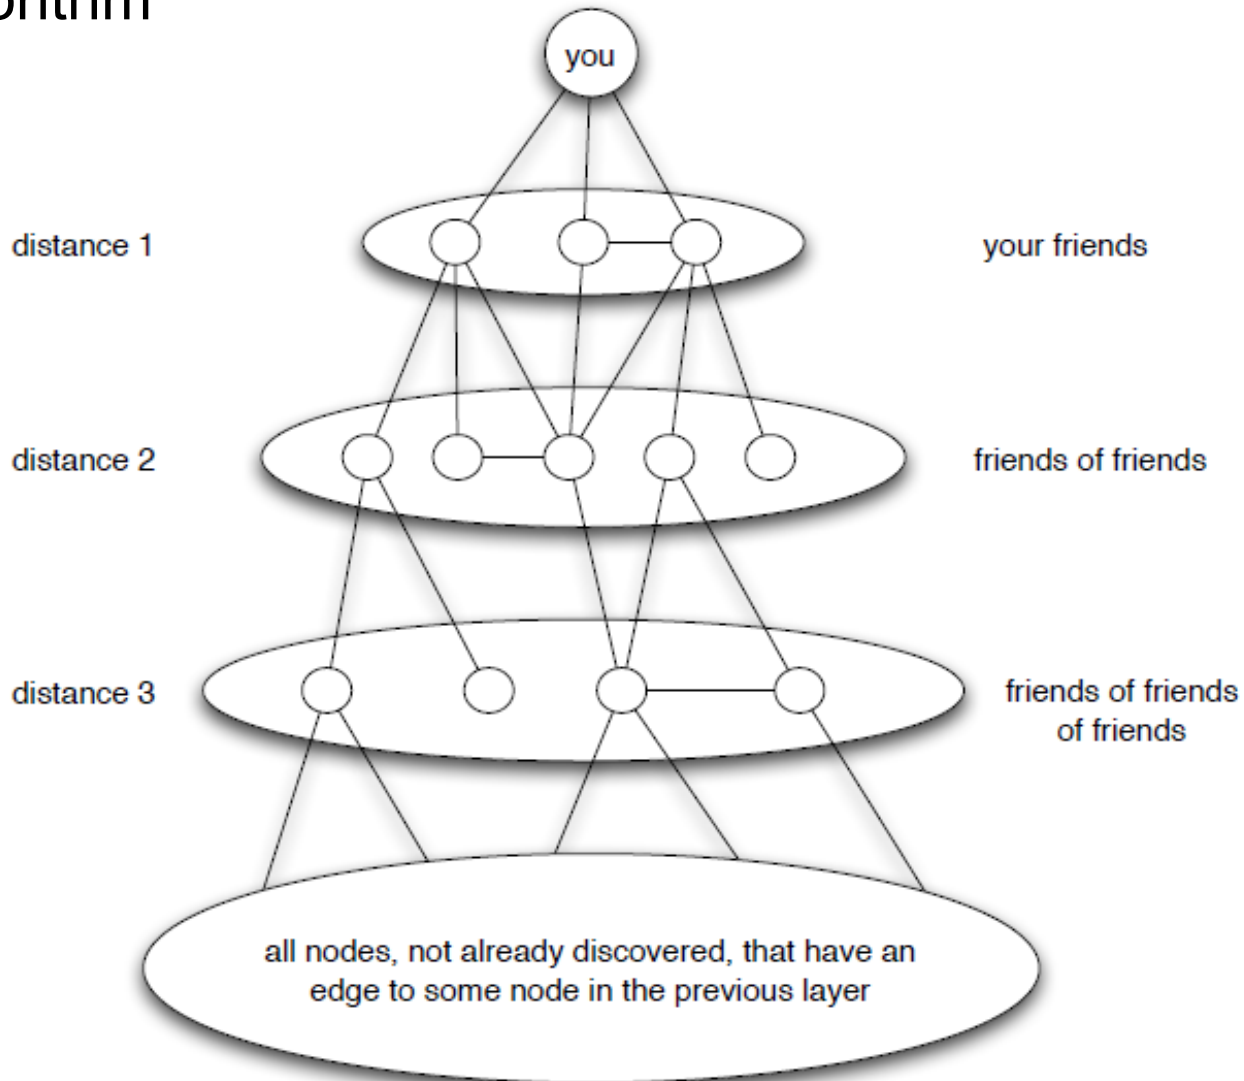 you
distance 1
your friends
distance 2
friends of friends
distance 3
friends of friends
of friends
all nodes, not already discovered, that have an
edge to some node in the previous layer